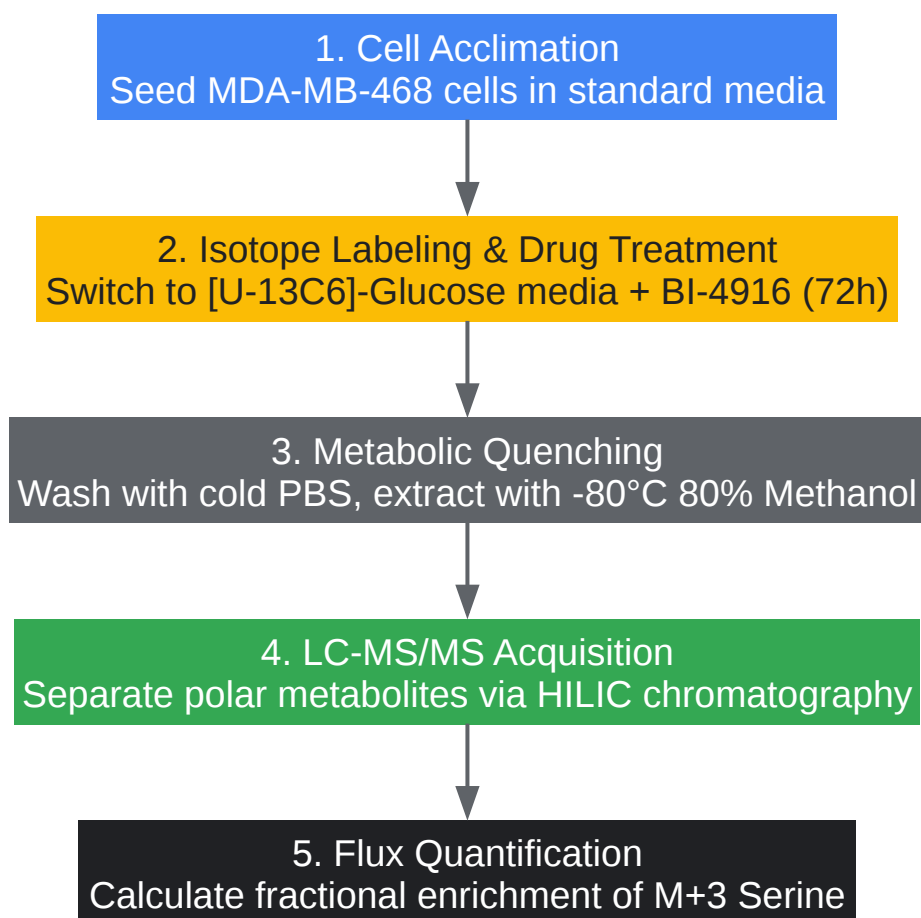 1. Cell Acclimation
Seed MDA-MB-468 cells in standard media
2. Isotope Labeling & Drug Treatment
Switch to [U-13C6]-Glucose media + BI-4916 (72h)
3. Metabolic Quenching
Wash with cold PBS, extract with -80°C 80% Methanol
4. LC-MS/MS Acquisition
Separate polar metabolites via HILIC chromatography
5. Flux Quantification
Calculate fractional enrichment of M+3 Serine